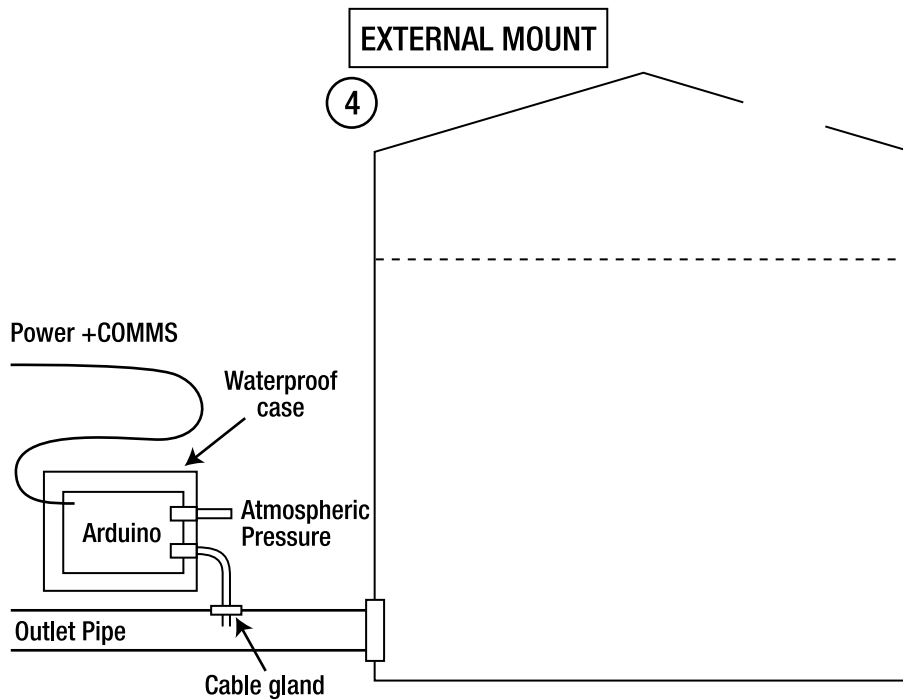 EXTERNAL MOUNT
4
Power +COMMS
Waterproof
case
Arduino
Atmospheric
Pressure
Outlet Pipe
Cable gland